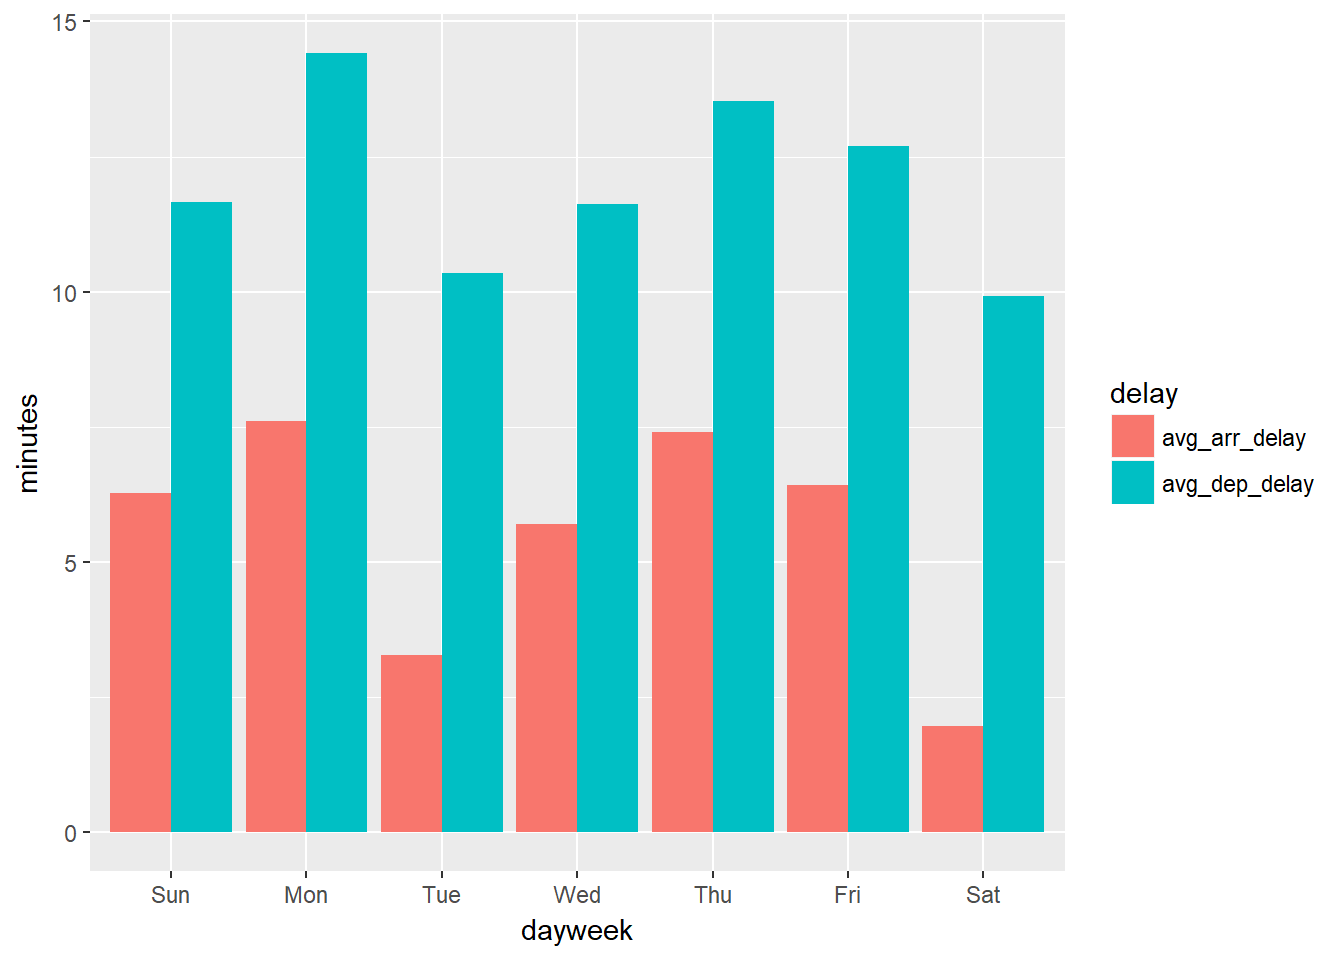 15
10
5
0
minutes
Sun Mon Tue Wed Thu Fri Sat
dayweek
delay
avg_arr_delay
avg_dep_delay